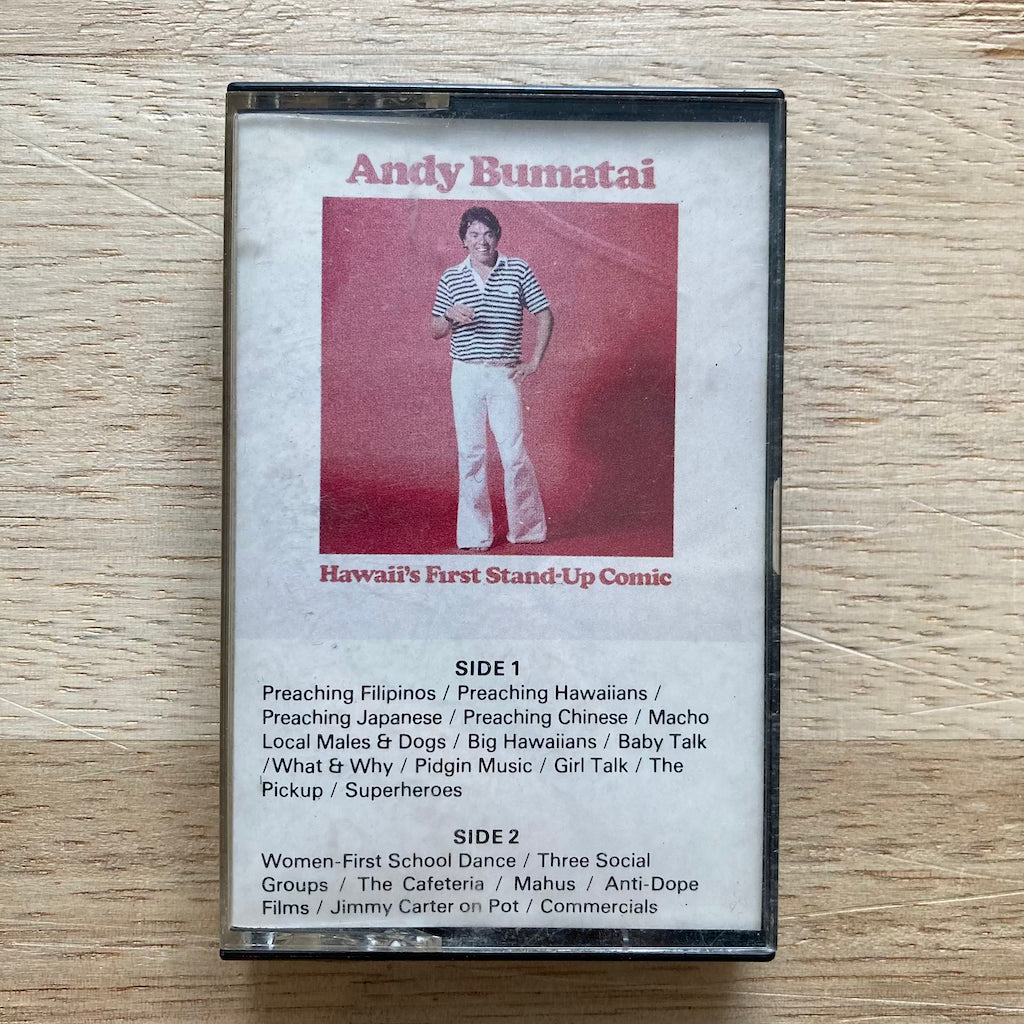 Andy Bumatai
Hawaii's First Stand-Up Comic
SIDE 1
Preaching Filipinos / Preaching Hawaiians /
Preaching Japanese / Preaching Chinese / Macho
Local Males & Dogs / Big Hawaiians / Baby Talk
/What & Why / Pidgin Music / Girl Talk / The
Pickup / Superheroes
SIDE 2
Women-First School Dance / Three Social
Groups / The Cafeteria / Mahus / Anti-Dope
Films / Jimmy Carter on Pot / Commercials